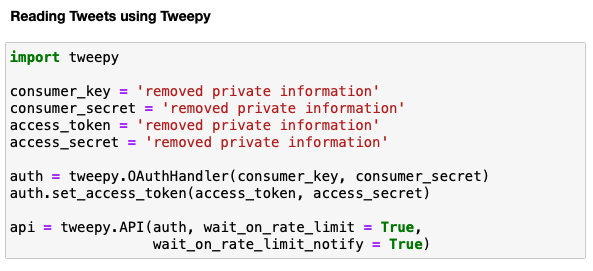 Reading Tweets using Tweepy
import tweepy
consumer_key = 'removed private information'
consumer_secret = 'removed private information'
access_token = 'removed private information'
access_secret = 'removed private information'
auth = tweepy.OAuthHandler(consumer_key, consumer_secret)
auth.set_access_token(access_token, access_secret)
api = tweepy.API(auth, wait_on_rate_limit = True,
wait_on_rate_limit_notify = True)